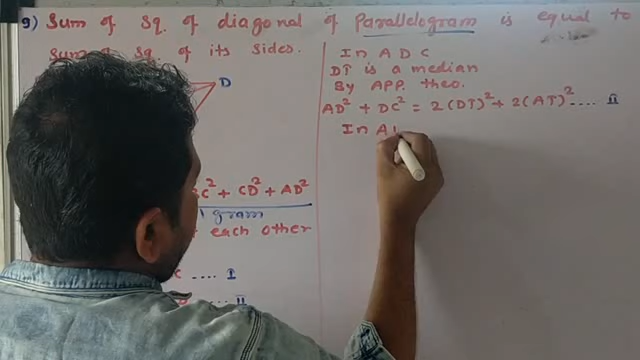 9) Sum of sq. of diagonal of Parallelogram is equal to
sum of sq. of its sides.
D
C² + CD² + AD²
gram
each other
C .... I
.... II
In A D C
DT is a median
By APP. theo.
AD² + DC² = 2(DT)² + 2(AT)² .... II
In A